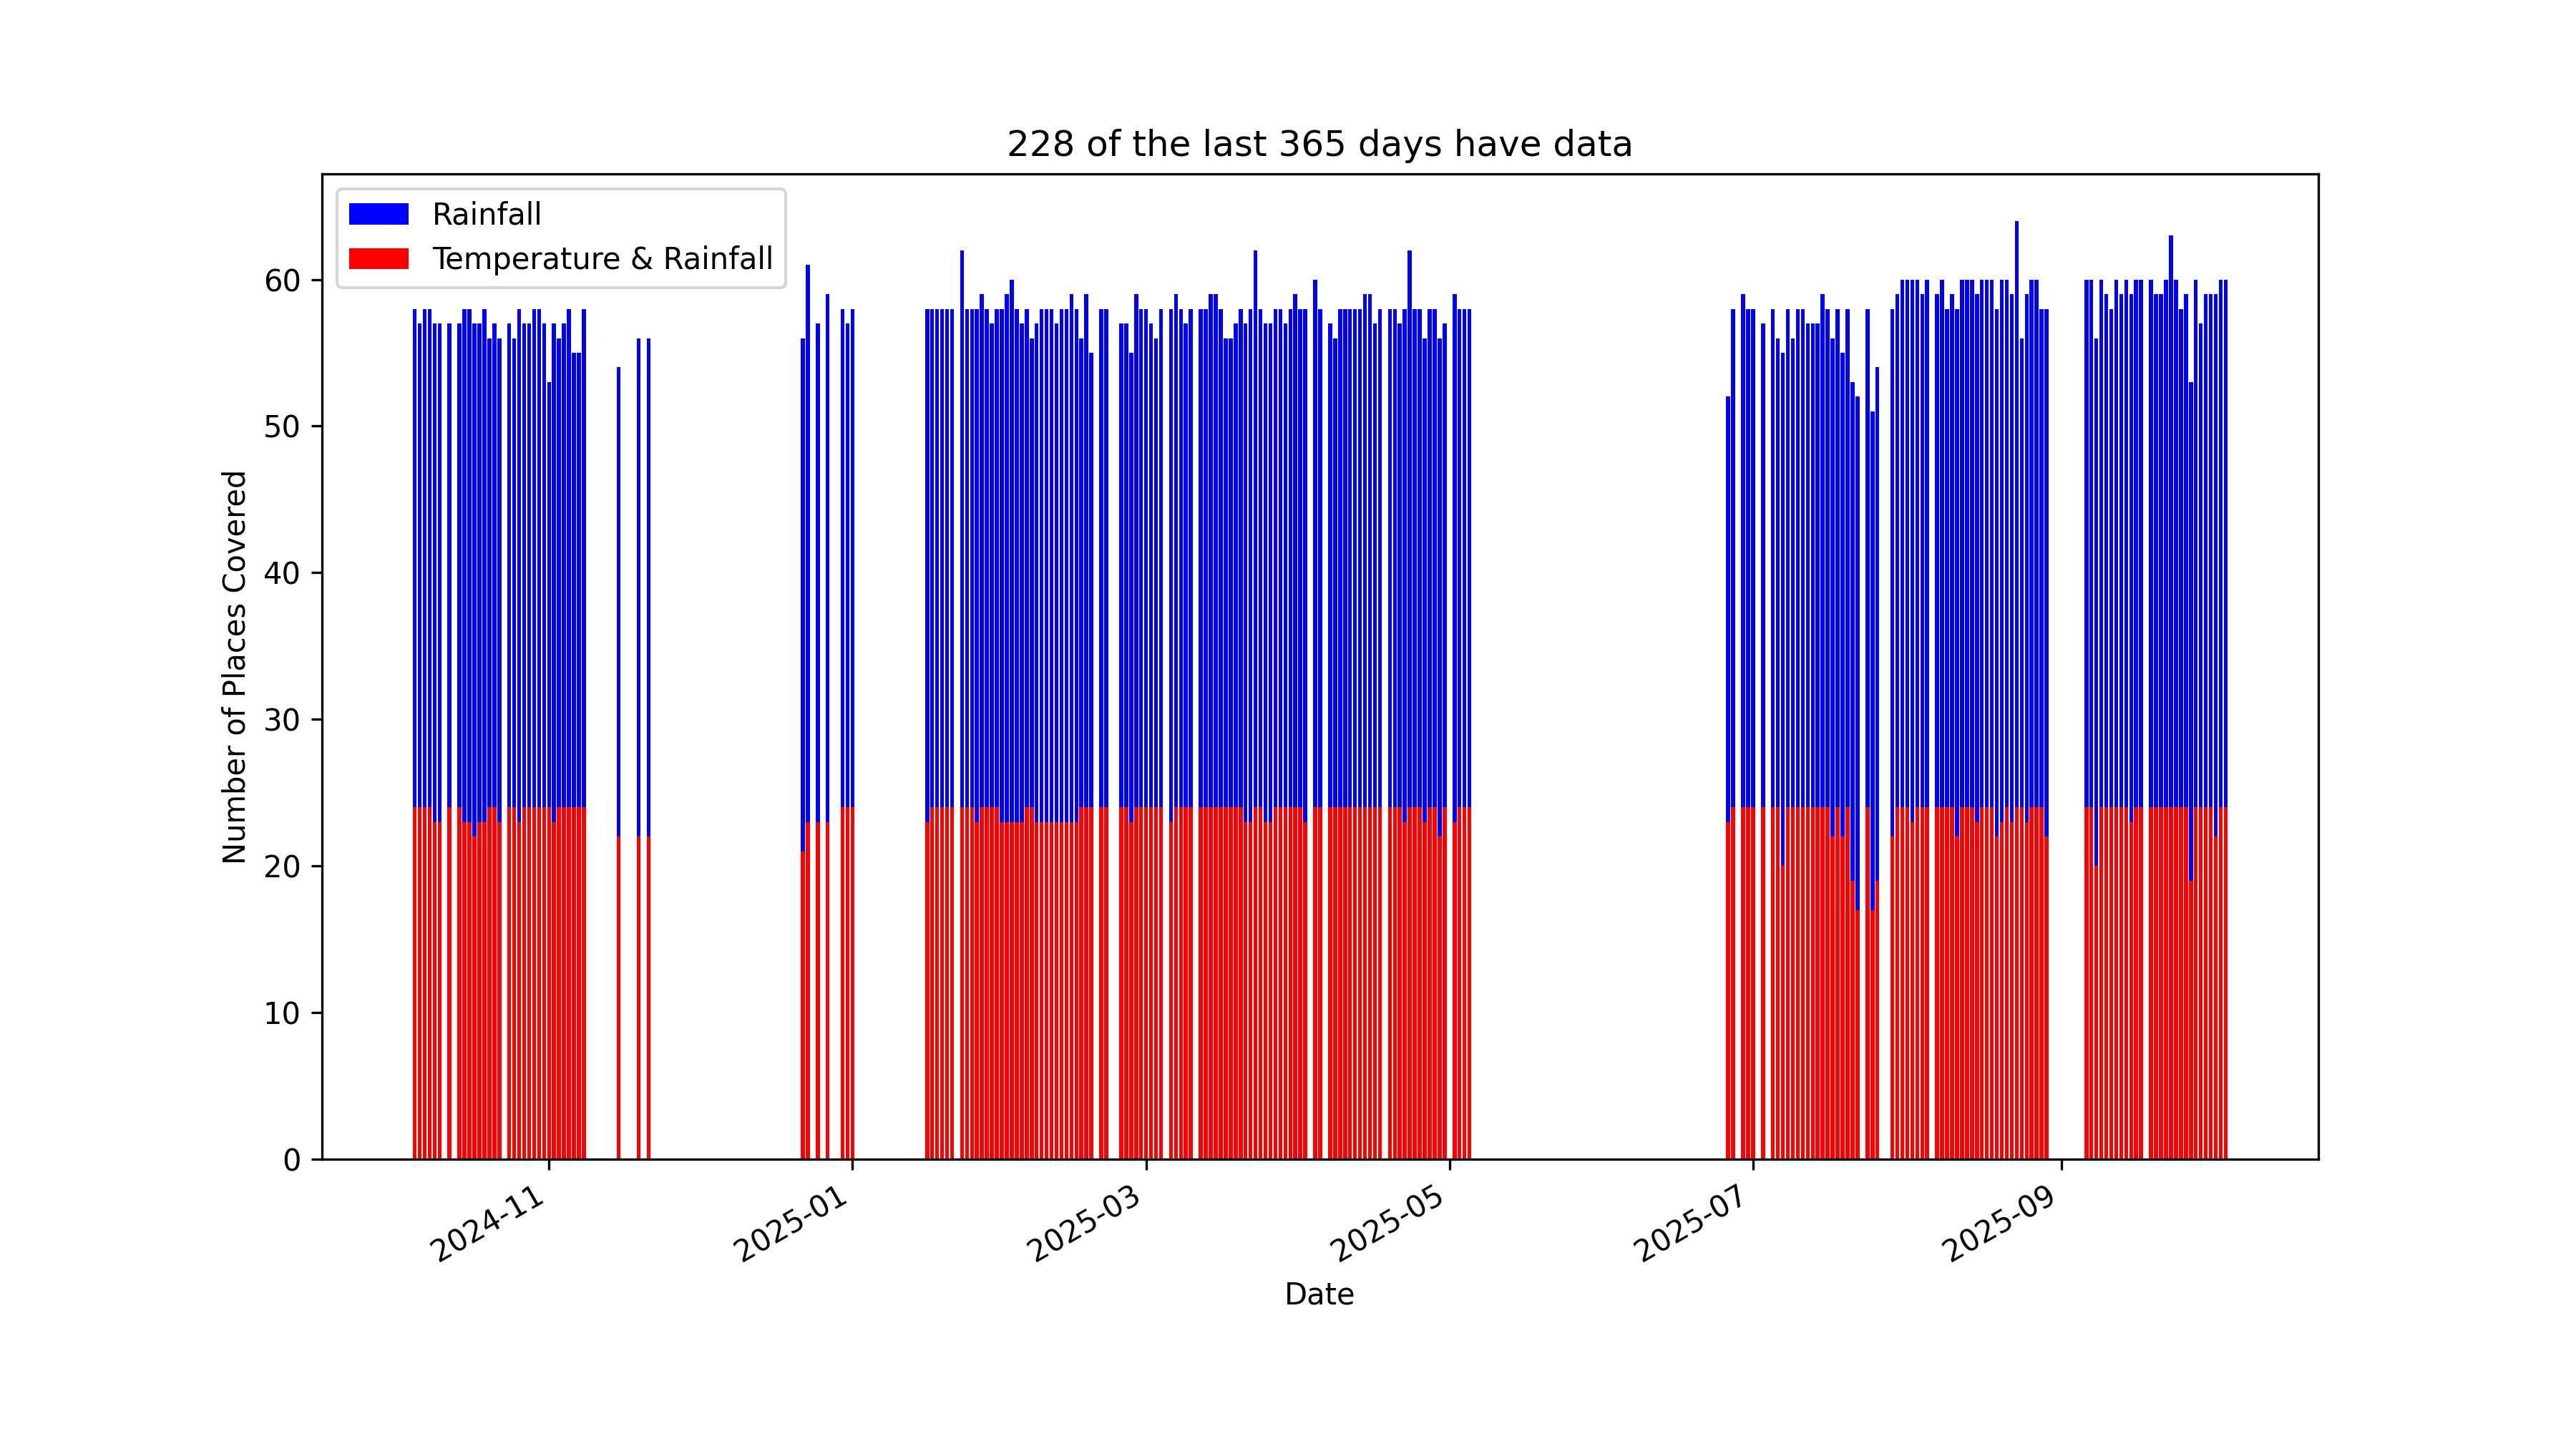 228 of the last 365 days have data
Rainfall
Temperature & Rainfall
60
50
40
30
20
10
0
Number of Places Covered
2024-11
2025-01
2025-03
2025-05
2025-07
2025-09
Date